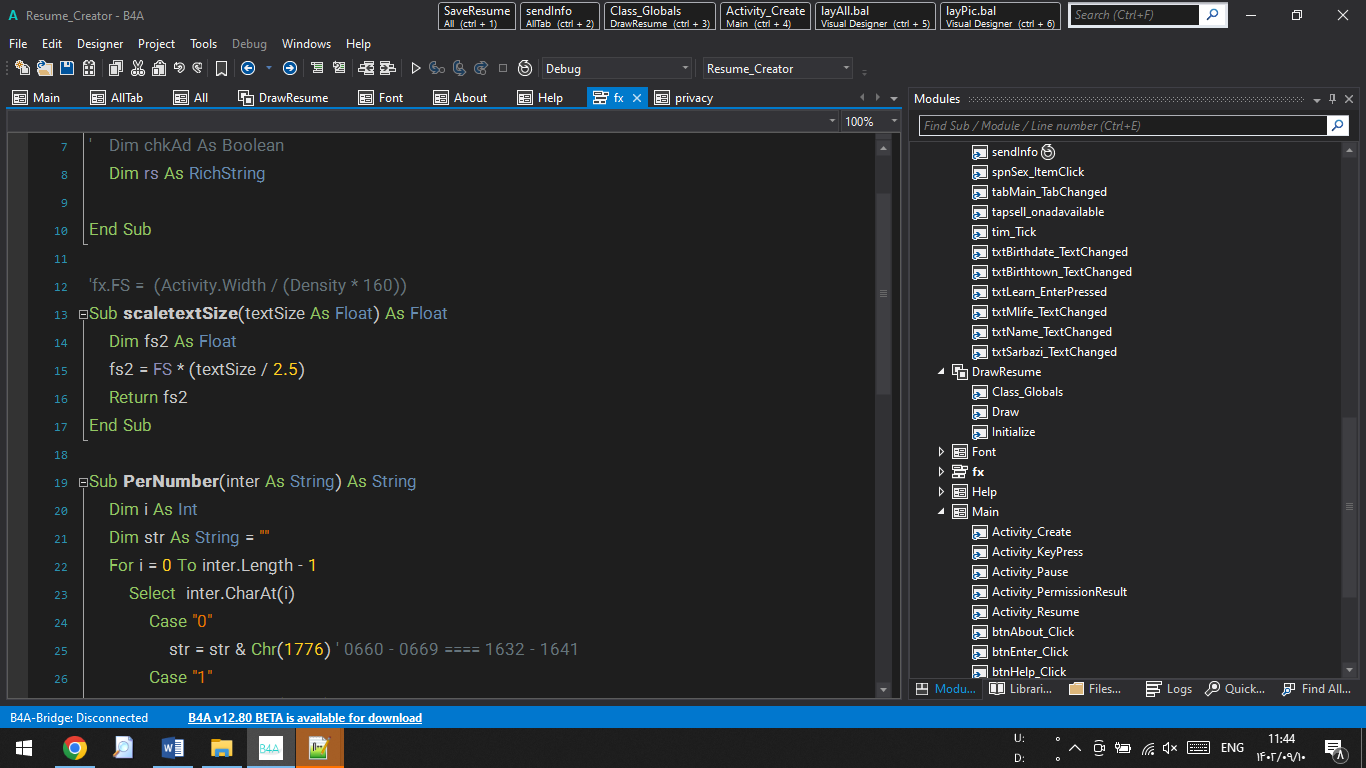 Resume_Creator - B4A
SaveResume
All (ctrl + 1)
sendInfo
AllTab (ctrl + 2)
Class_Globals
DrawResume (ctrl + 3)
Activity_Create
Main (ctrl + 4)
layAll.bal
Visual Designer (ctrl + 5)
layPic.bal
Visual Designer (ctrl + 6)
Search (Ctrl+F)
File Edit Designer Project Tools Debug Windows Help
Debug
Resume_Creator
Main AllTab All DrawResume Font About Help fx privacy
100%
7 ' Dim chkAd As Boolean
8 Dim rs As RichString
9
10 End Sub
11
12 'fx.FS = (Activity.Width / (Density * 160))
13 Sub scaletextSize(textSize As Float) As Float
14 Dim fs2 As Float
15 fs2 = FS * (textSize / 2.5)
16 Return fs2
17 End Sub
18
19 Sub PerNumber(inter As String) As String
20 Dim i As Int
21 Dim str As String = ""
22 For i = 0 To inter.Length - 1
23 Select inter.CharAt(i)
24 Case "0"
25 str = str & Chr(1776) ' 0660 - 0669 ==== 1632 - 1641
26 Case "1"
Modules
Find Sub / Module / Line number (Ctrl+E)
sendInfo
spnSex_ItemClick
tabMain_TabChanged
tapsell_onadavailable
tim_Tick
txtBirthdate_TextChanged
txtBirthtown_TextChanged
txtLearn_EnterPressed
txtMlife_TextChanged
txtName_TextChanged
txtSarbazi_TextChanged
DrawResume
Class_Globals
Draw
Initialize
Font
fx
Help
Main
Activity_Create
Activity_KeyPress
Activity_Pause
Activity_PermissionResult
Activity_Resume
btnAbout_Click
btnEnter_Click
btnHelp_Click
Modu... Librari... Files... Logs Quick... Find All...
B4A-Bridge: Disconnected
B4A v12.80 BETA is available for download
B4A
U:
D:
ENG
11:44
۱۴۰۲/۰۹/۱۰
۸